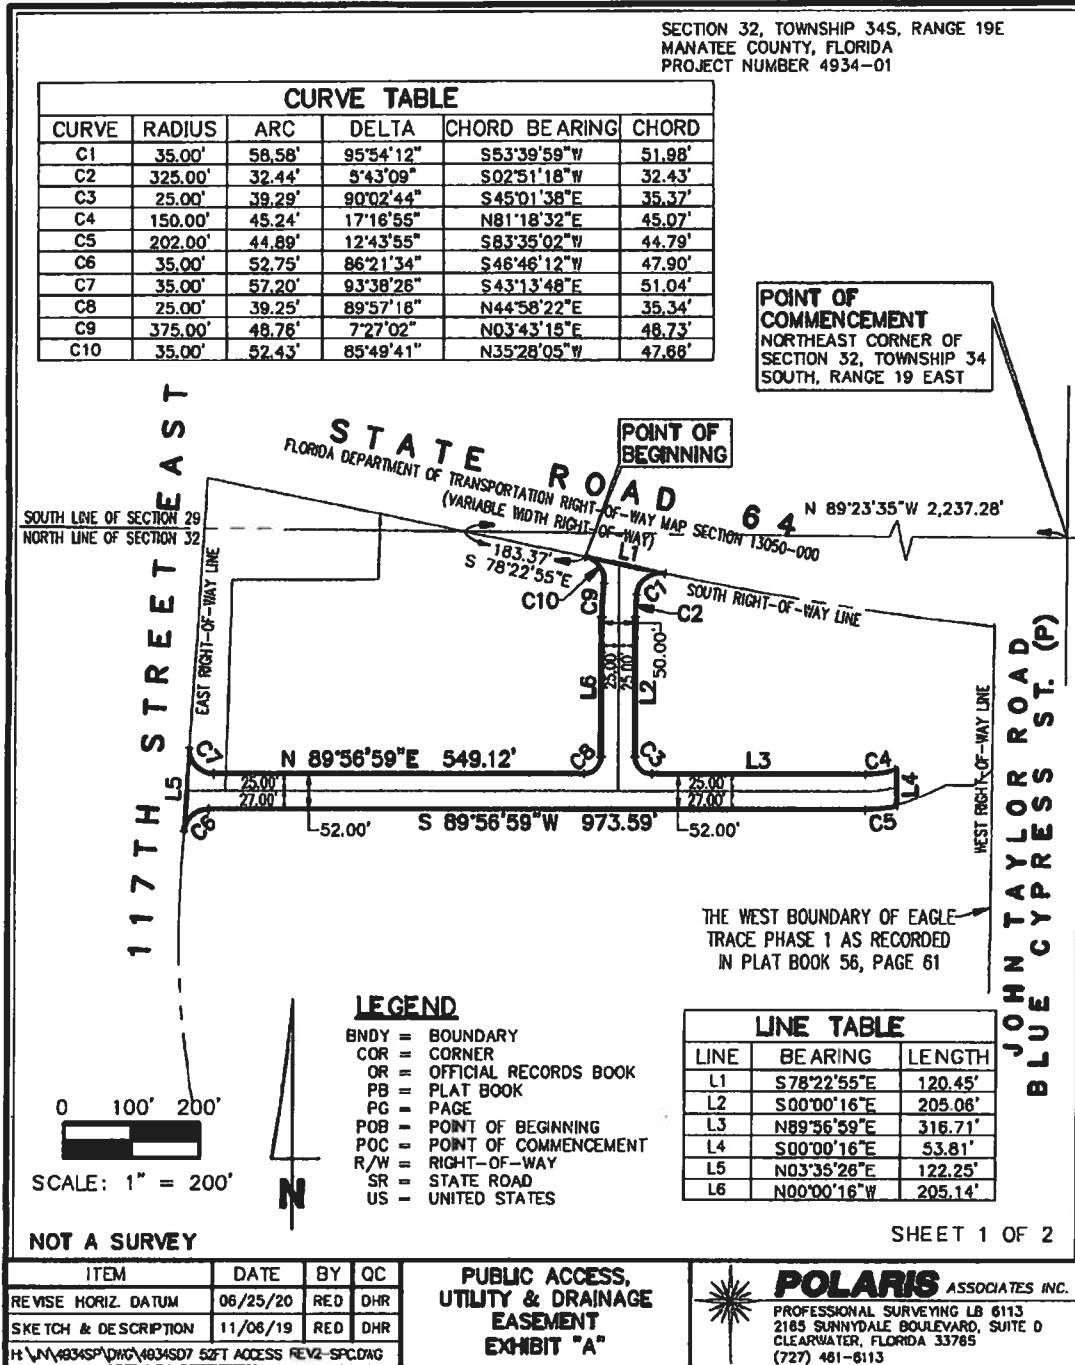 SECTION 32, TOWNSHIP 34S, RANGE 19E
MANATEE COUNTY, FLORIDA
PROJECT NUMBER 4934-01
CURVE TABLE
CURVE RADIUS ARC DELTA CHORD BEARING CHORD
C1 35.00' 58.58' 95°54'12" S53°39'59"W 51.98'
C2 325.00' 32.44' 5°43'09" S02°51'18"W 32.43'
C3 25.00' 39.29' 90°02'44" S45°01'38"E 35.37'
C4 150.00' 45.24' 17°16'55" N81°18'32"E 45.07'
C5 202.00' 44.89' 12°43'55" S83°35'02"W 44.79'
C6 35.00' 52.75' 86°21'34" S46°46'12"W 47.90'
C7 35.00' 57.20' 93°38'26" S43°13'48"E 51.04'
C8 25.00' 39.25' 89°57'16" N44°58'22"E 35.34'
C9 375.00' 48.76' 7°27'02" N03°43'15"E 48.73'
C10 35.00' 52.43' 85°49'41" N35°28'05"W 47.66'
POINT OF
COMMENCEMENT
NORTHEAST CORNER OF
SECTION 32, TOWNSHIP 34
SOUTH, RANGE 19 EAST
STATE ROAD 64
FLORIDA DEPARTMENT OF TRANSPORTATION RIGHT-OF-WAY MAP SECTION 13050-000
(VARIABLE WIDTH RIGHT-OF-WAY)
POINT OF
BEGINNING
N 89°23'35"W 2,237.28'
SOUTH LINE OF SECTION 29
NORTH LINE OF SECTION 32
183.37'
S 78°22'55"E
L1
C10
C9
C1
C2
SOUTH RIGHT-OF-WAY LINE
EAST RIGHT-OF-WAY LINE
117TH STREET EAST
50.00'
25.00'
25.00'
L6
L2
C7
N 89°56'59"E 549.12'
C8
C3
L3
C4
L4
L5
25.00'
27.00'
25.00'
27.00'
C6
52.00'
S 89°56'59"W 973.59'
52.00'
C5
WEST RIGHT-OF-WAY LINE
JOHN TAYLOR ROAD
BLUE CYPRESS ST. (P)
THE WEST BOUNDARY OF EAGLE
TRACE PHASE 1 AS RECORDED
IN PLAT BOOK 56, PAGE 61
LEGEND
BNDY = BOUNDARY
COR = CORNER
OR = OFFICIAL RECORDS BOOK
PB = PLAT BOOK
PG = PAGE
POB = POINT OF BEGINNING
POC = POINT OF COMMENCEMENT
R/W = RIGHT-OF-WAY
SR = STATE ROAD
US = UNITED STATES
0 100' 200'
SCALE: 1" = 200'
N
LINE TABLE
LINE BEARING LENGTH
L1 S78°22'55"E 120.45'
L2 S00°00'16"E 205.06'
L3 N89°56'59"E 316.71'
L4 S00°00'16"E 53.81'
L5 N03°35'26"E 122.25'
L6 N00°00'16"W 205.14'
NOT A SURVEY
SHEET 1 OF 2
ITEM DATE BY QC
REVISE HORIZ. DATUM 06/25/20 RED DHR
SKETCH & DESCRIPTION 11/06/19 RED DHR
H:\JN\4934SP\DWG\4934SD7 52FT ACCESS REV2-SPC.DWG
PUBLIC ACCESS,
UTILITY & DRAINAGE
EASEMENT
EXHIBIT "A"
POLARIS ASSOCIATES INC.
PROFESSIONAL SURVEYING LB 6113
2165 SUNNYDALE BOULEVARD, SUITE D
CLEARWATER, FLORIDA 33765
(727) 461-6113